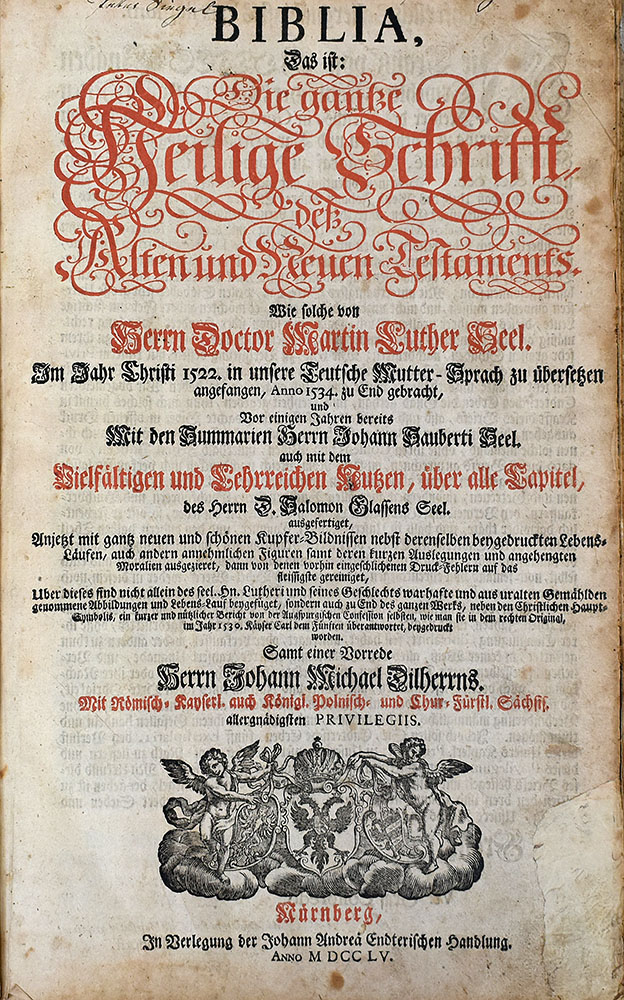 BIBLIA,
Das ist:
Die gantze
Heilige Schrifft,
deß
Alten und Neuen Testaments.
Wie solche von
Herrn Doctor Martin Luther Seel.
Im Jahr Christi 1522. in unsere Teutsche Mutter-Sprach zu übersetzen
angefangen, Anno 1534. zu End gebracht,
und
Vor einigen Jahren bereits
Mit den Summarien Herrn Johann Sauberti Seel.
auch mit dem
Vielfältigen und Lehrreichen Nutzen, über alle Capitel,
des Herrn D. Salomon Glassens Seel.
ausgefertiget,
Anjetzt mit gantz neuen und schönen Kupfer-Bildnissen nebst derenselben beygedruckten Lebens-
Läufen, auch andern annehmlichen Figuren samt deren kurzen Auslegungen und angehengten
Moralien ausgezieret, dann von denen vorhin eingeschlichenen Druck-Fehlern auf das
fleissigste gereiniget,
Uber dieses sind nicht allein des seel. Hn. Lutheri und seines Geschlechts warhafte und aus uralten Gemählden
genommene Abbildungen und Lebens-Lauf beygefüget, sondern auch zu End des ganzen Werks, neben den Christlichen Haupt-
Symbolis, ein kurzer und nützlicher Bericht von der Augspurgischen Confession selbsten, wie man sie in dem rechten Original,
im Jahr 1530. Käyser Carl dem Fünften überantwortet, beygedruckt
worden.
Samt einer Vorrede
Herrn Johann Michael Dilherrns.
Mit Römisch-Kayserl. auch Königl. Polnisch- und Chur-Fürstl. Sächsis.
allergnädigsten PRIVILEGIIS.
Nürnberg,
In Verlegung der Johann Andreä Endterischen Handlung.
ANNO M DCC LV.